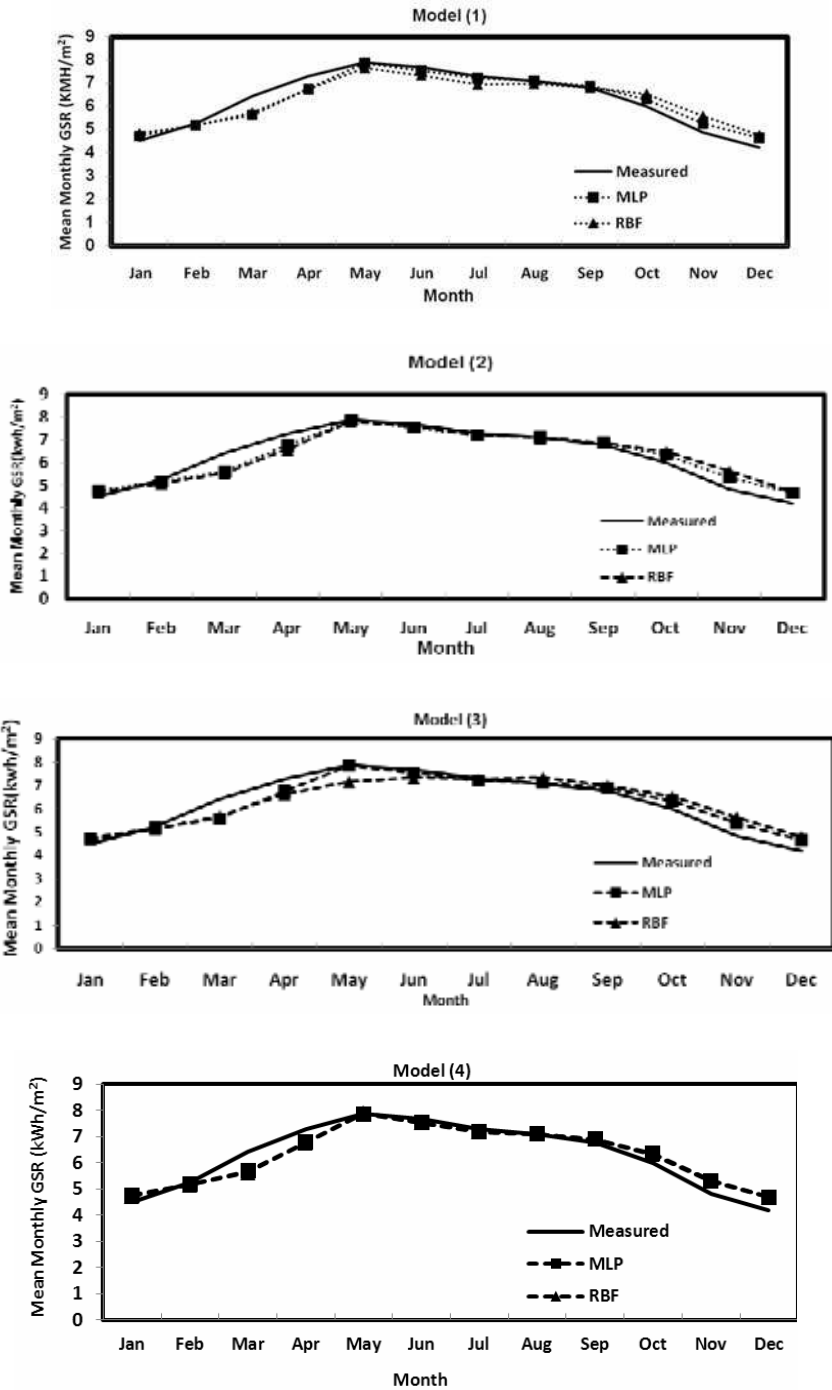 Model (1)
Mean Monthly GSR (KMH/m²)
9
8
7
6
5
4
3
2
1
0
Measured
MLP
RBF
Jan Feb Mar Apr May Jun Jul Aug Sep Oct Nov Dec
Month
Model (2)
Mean Monthly GSR(kwh/m²)
9
8
7
6
5
4
3
2
1
0
Measured
MLP
RBF
Jan Feb Mar Apr May Jun Jul Aug Sep Oct Nov Dec
Month
Model (3)
Mean Monthly GSR(kwh/m²)
9
8
7
6
5
4
3
2
1
0
Measured
MLP
RBF
Jan Feb Mar Apr May Jun Jul Aug Sep Oct Nov Dec
Month
Model (4)
Mean Monthly GSR (kWh/m²)
9
8
7
6
5
4
3
2
1
0
Measured
MLP
RBF
Jan Feb Mar Apr May Jun Jul Aug Sep Oct Nov Dec
Month